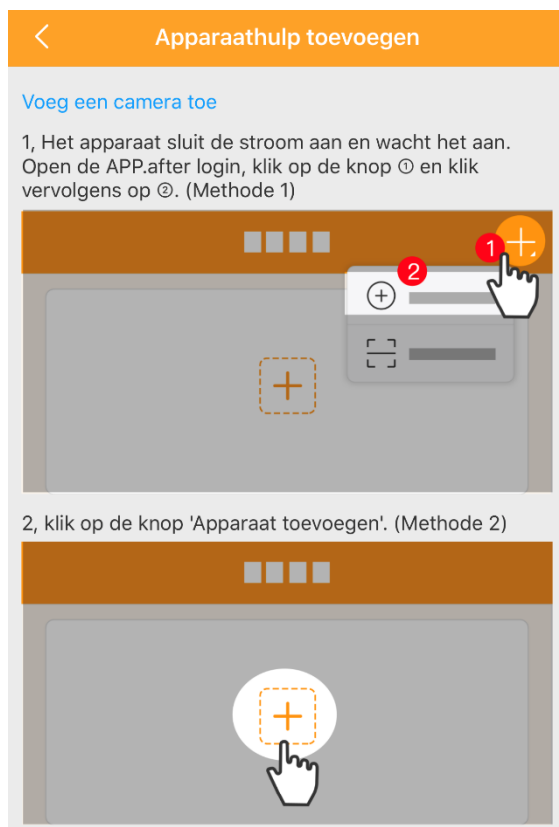 Apparaathulp toevoegen
Voeg een camera toe
1, Het apparaat sluit de stroom aan en wacht het aan.
Open de APP.after login, klik op de knop ① en klik
vervolgens op ②. (Methode 1)
1
2
2, klik op de knop 'Apparaat toevoegen'. (Methode 2)